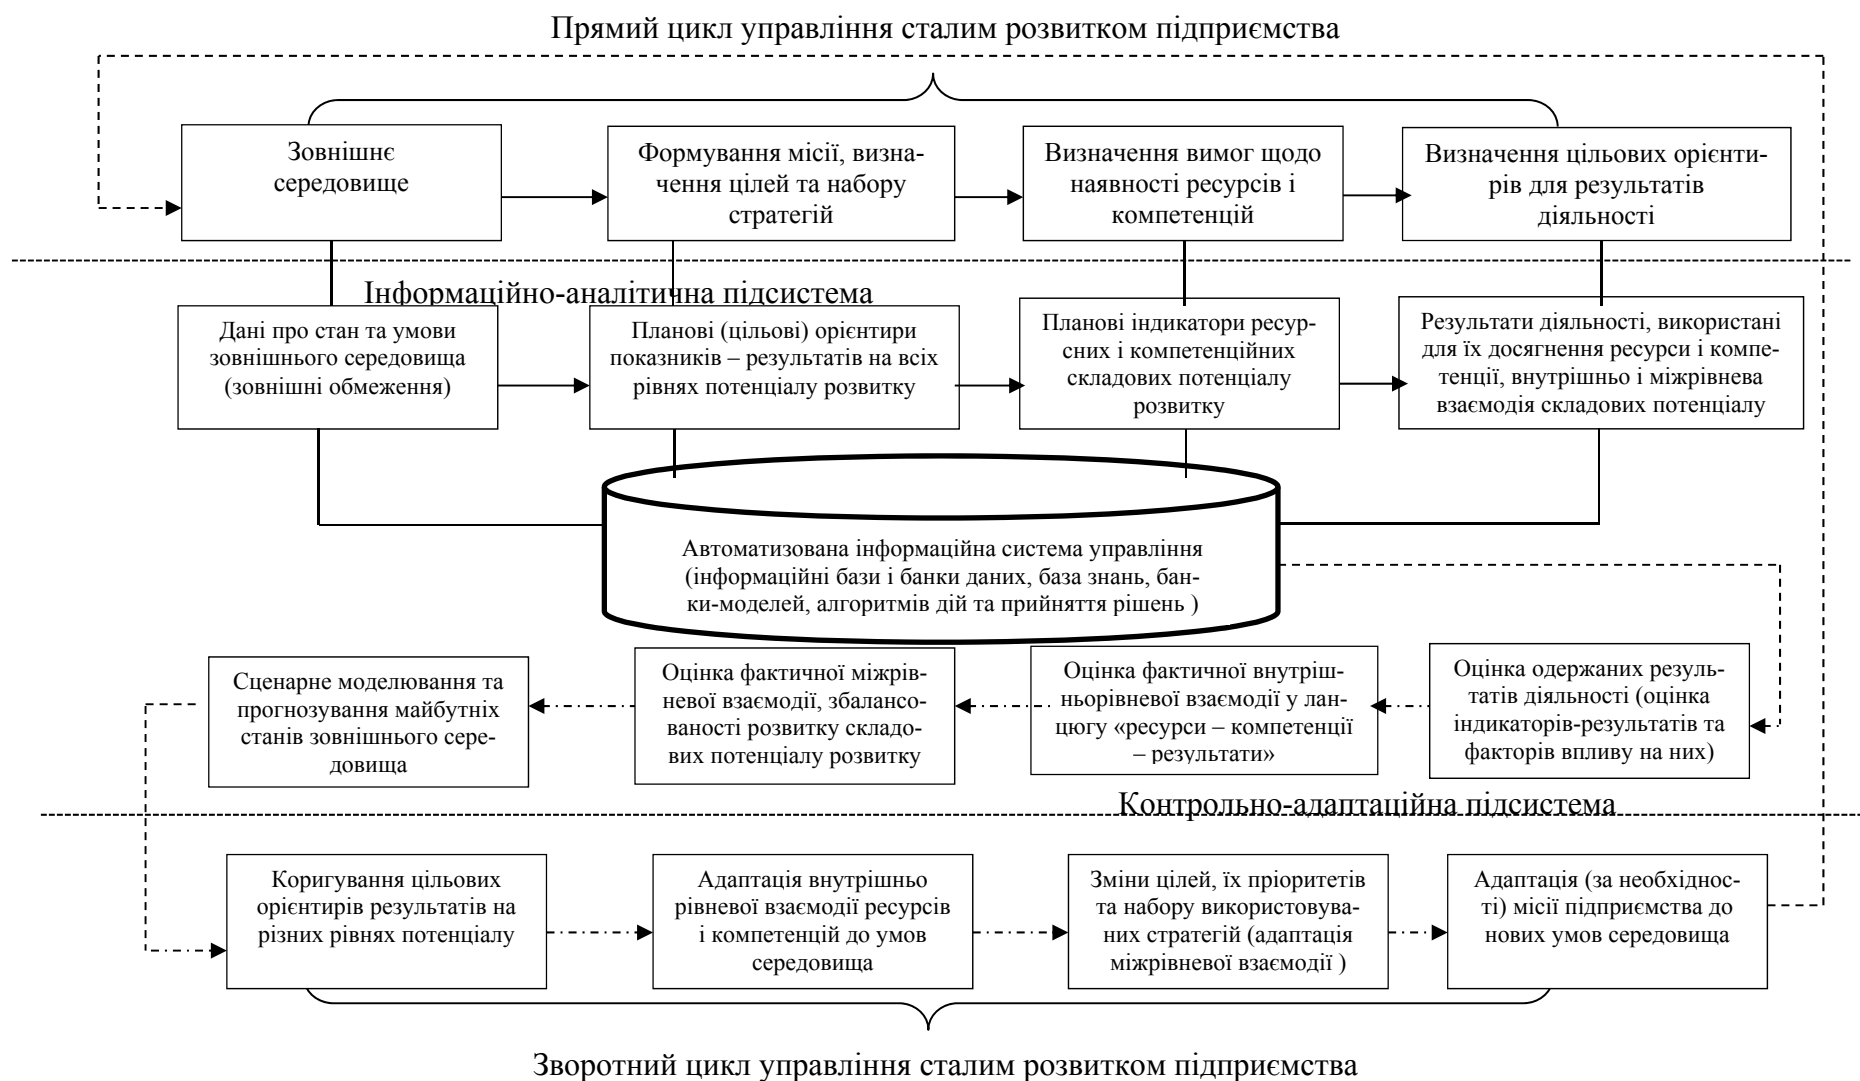 Прямий цикл управління сталим розвитком підприємства
Зовнішнє
середовище
Формування місії, визна-
чення цілей та набору
стратегій
Визначення вимог щодо
наявності ресурсів і
компетенцій
Визначення цільових орієнти-
рів для результатів
діяльності
Інформаційно-аналітична підсистема
Дані про стан та умови
зовнішнього середовища
(зовнішні обмеження)
Планові (цільові) орієнтири
показників – результатів на всіх
рівнях потенціалу розвитку
Планові індикатори ресур-
сних і компетенційних
складових потенціалу
розвитку
Результати діяльності, використані
для їх досягнення ресурси і компе-
тенції, внутрішньо і міжрівнева
взаємодія складових потенціалу
Автоматизована інформаційна система управління
(інформаційні бази і банки даних, база знань, бан-
ки-моделей, алгоритмів дій та прийняття рішень )
Сценарне моделювання та
прогнозування майбутніх
станів зовнішнього сере-
довища
Оцінка фактичної міжрів-
невої взаємодії, збалансо-
ваності розвитку складо-
вих потенціалу розвитку
Оцінка фактичної внутріш-
ньорівневої взаємодії у лан-
цюгу «ресурси – компетенції
– результати»
Оцінка одержаних резуль-
татів діяльності (оцінка
індикаторів-результатів та
факторів впливу на них)
Контрольно-адаптаційна підсистема
Коригування цільових
орієнтирів результатів на
різних рівнях потенціалу
Адаптація внутрішньо
рівневої взаємодії ресурсів
і компетенцій до умов
середовища
Зміни цілей, їх пріоритетів
та набору використовува-
них стратегій (адаптація
міжрівневої взаємодії )
Адаптація (за необхіднос-
ті) місії підприємства до
нових умов середовища
Зворотний цикл управління сталим розвитком підприємства